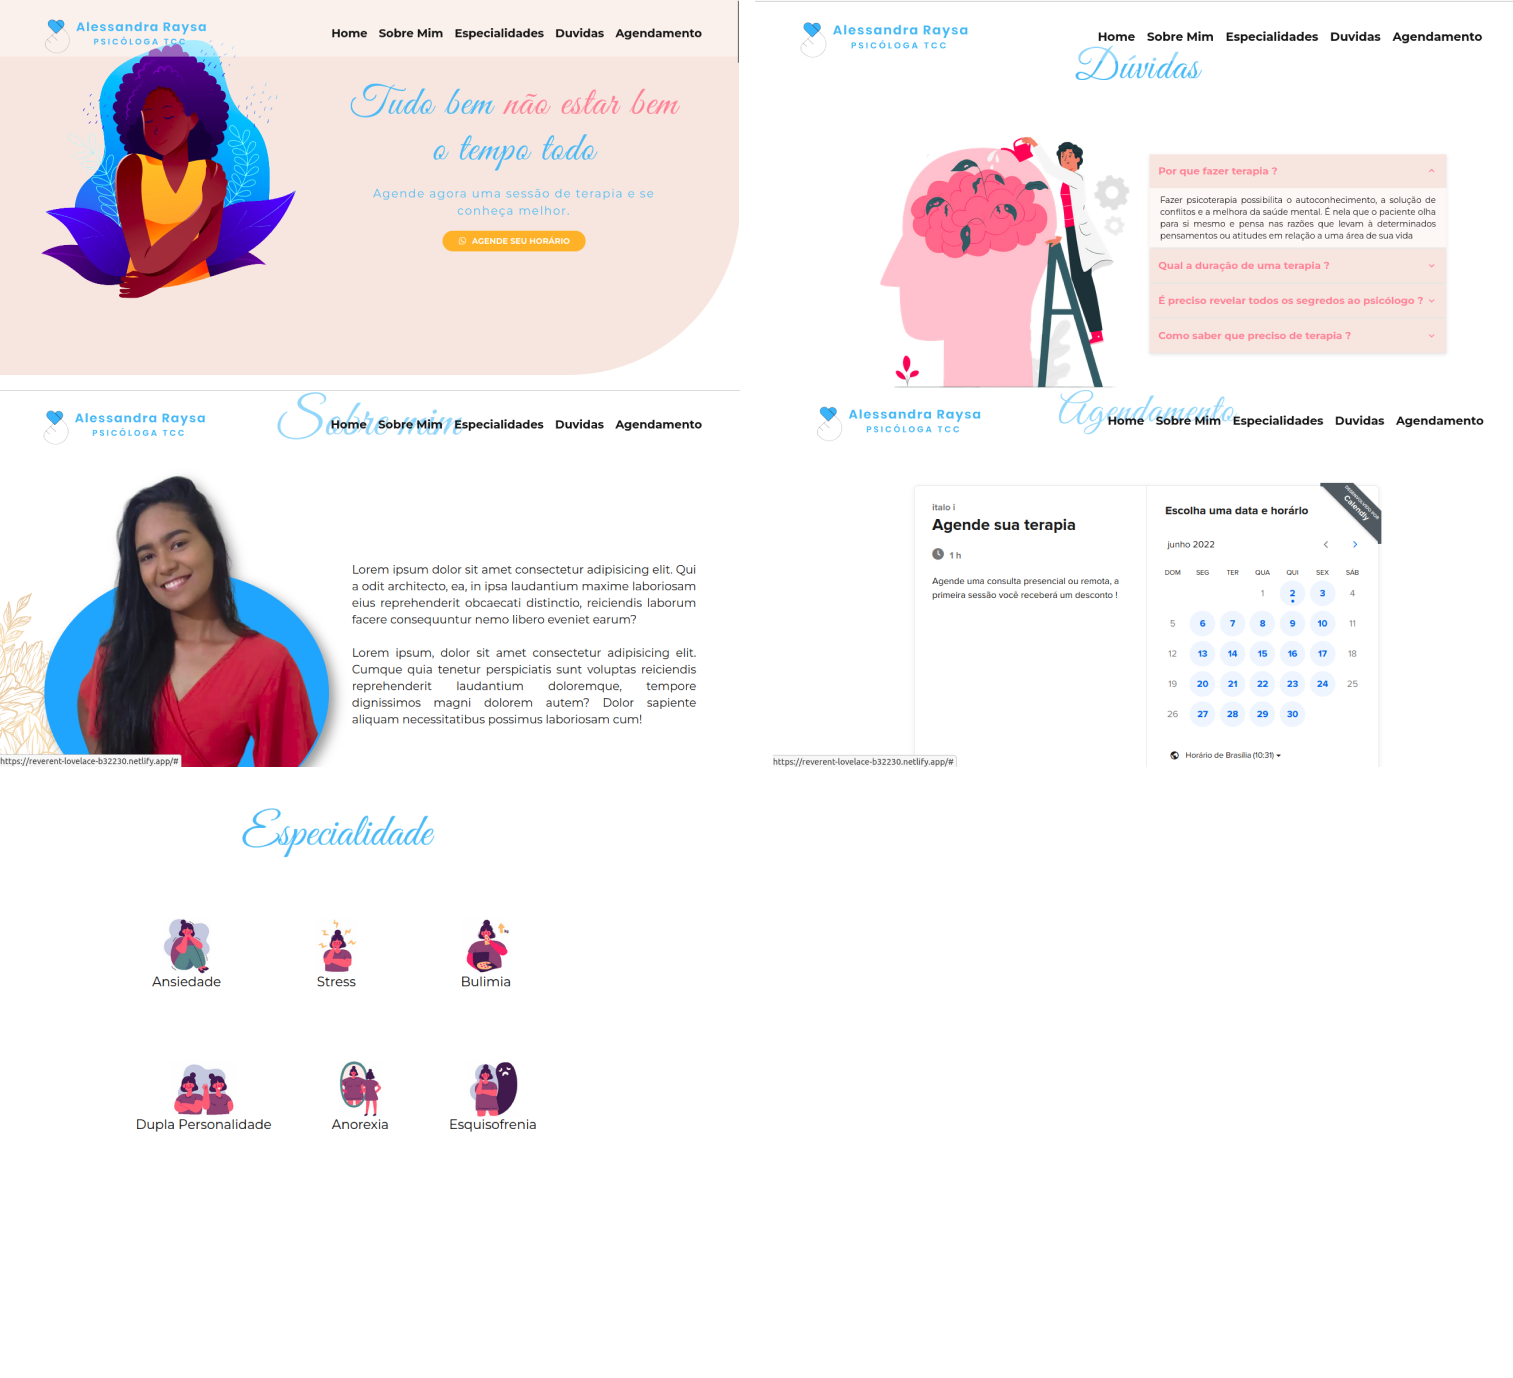 Alessandra Raysa
PSICÓLOGA TCC
Home Sobre Mim Especialidades Duvidas Agendamento
Tudo bem não estar bem
o tempo todo
Agende agora uma sessão de terapia e se
conheça melhor.
AGENDE SEU HORÁRIO
Alessandra Raysa
PSICÓLOGA TCC
Home Sobre Mim Especialidades Duvidas Agendamento
Dúvidas
Por que fazer terapia ?
Fazer psicoterapia possibilita o autoconhecimento, a solução de
conflitos e a melhora da saúde mental. É nela que o paciente olha
para si mesmo e pensa nas razões que levam à determinados
pensamentos ou atitudes em relação a uma área de sua vida
Qual a duração de uma terapia ?
É preciso revelar todos os segredos ao psicólogo ?
Como saber que preciso de terapia ?
Alessandra Raysa
PSICÓLOGA TCC
Sobre mim
Home Sobre Mim Especialidades Duvidas Agendamento
Lorem ipsum dolor sit amet consectetur adipisicing elit. Qui
a odit architecto, ea, in ipsa laudantium maxime laboriosam
eius reprehenderit obcaecati distinctio, reiciendis laborum
facere consequuntur nemo libero eveniet earum?
Lorem ipsum, dolor sit amet consectetur adipisicing elit.
Cumque quia tenetur perspiciatis sunt voluptas reiciendis
reprehenderit laudantium doloremque, tempore
dignissimos magni dolorem autem? Dolor sapiente
aliquam necessitatibus possimus laboriosam cum!
https://reverent-lovelace-b32230.netlify.app/#
Alessandra Raysa
PSICÓLOGA TCC
Agendamento
Home Sobre Mim Especialidades Duvidas Agendamento
italo i
Agende sua terapia
1 h
Agende uma consulta presencial ou remota, a
primeira sessão você receberá um desconto !
DESENVOLVIDO POR
Calendly
Escolha uma data e horário
junho 2022
DOM SEG TER QUA QUI SEX SÁB
1 2 3 4
5 6 7 8 9 10 11
12 13 14 15 16 17 18
19 20 21 22 23 24 25
26 27 28 29 30
Horário de Brasília (10:31)
https://reverent-lovelace-b32230.netlify.app/#
Especialidade
Ansiedade Stress Bulimia
Dupla Personalidade Anorexia Esquisofrenia